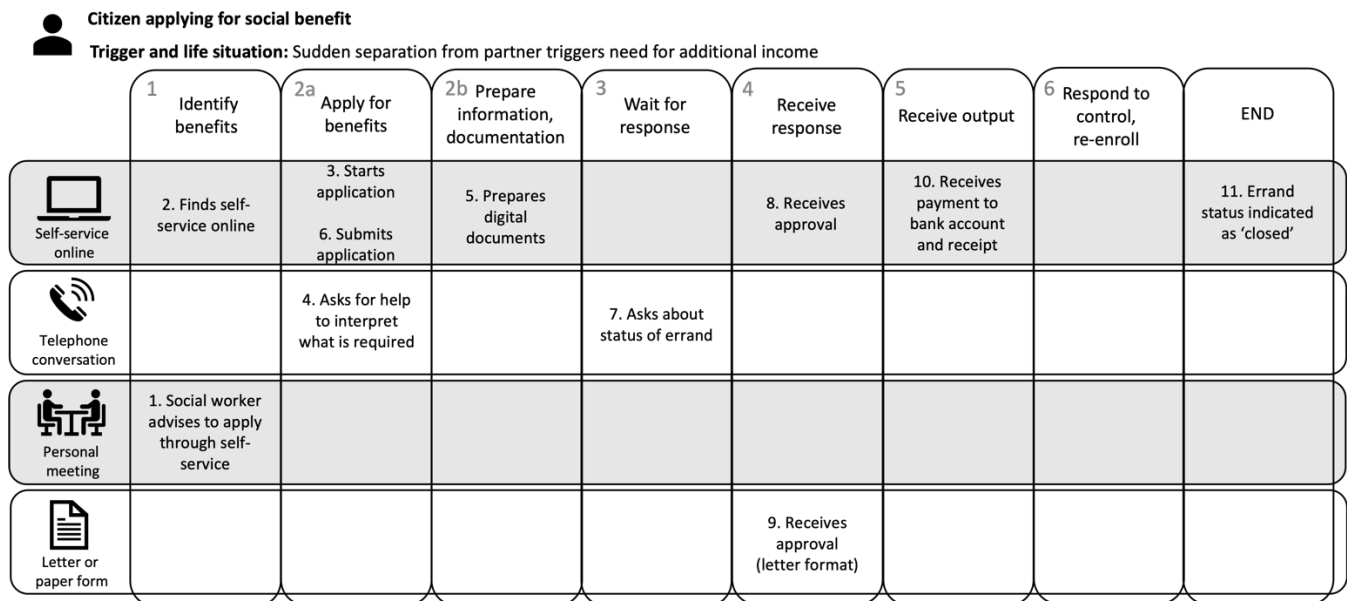 Citizen applying for social benefit
Trigger and life situation: Sudden separation from partner triggers need for additional income
1
Identify
benefits
2a
Apply for
benefits
2b
Prepare
information,
documentation
3
Wait for
response
4
Receive
response
5
Receive output
6
Respond to
control,
re-enroll
END
Self-service
online
2. Finds self-
service online
3. Starts
application
6. Submits
application
5. Prepares
digital
documents
8. Receives
approval
10. Receives
payment to
bank account
and receipt
11. Errand
status indicated
as ‘closed’
Telephone
conversation
4. Asks for help
to interpret
what is required
7. Asks about
status of errand
Personal
meeting
1. Social worker
advises to apply
through self-
service
Letter or
paper form
9. Receives
approval
(letter format)